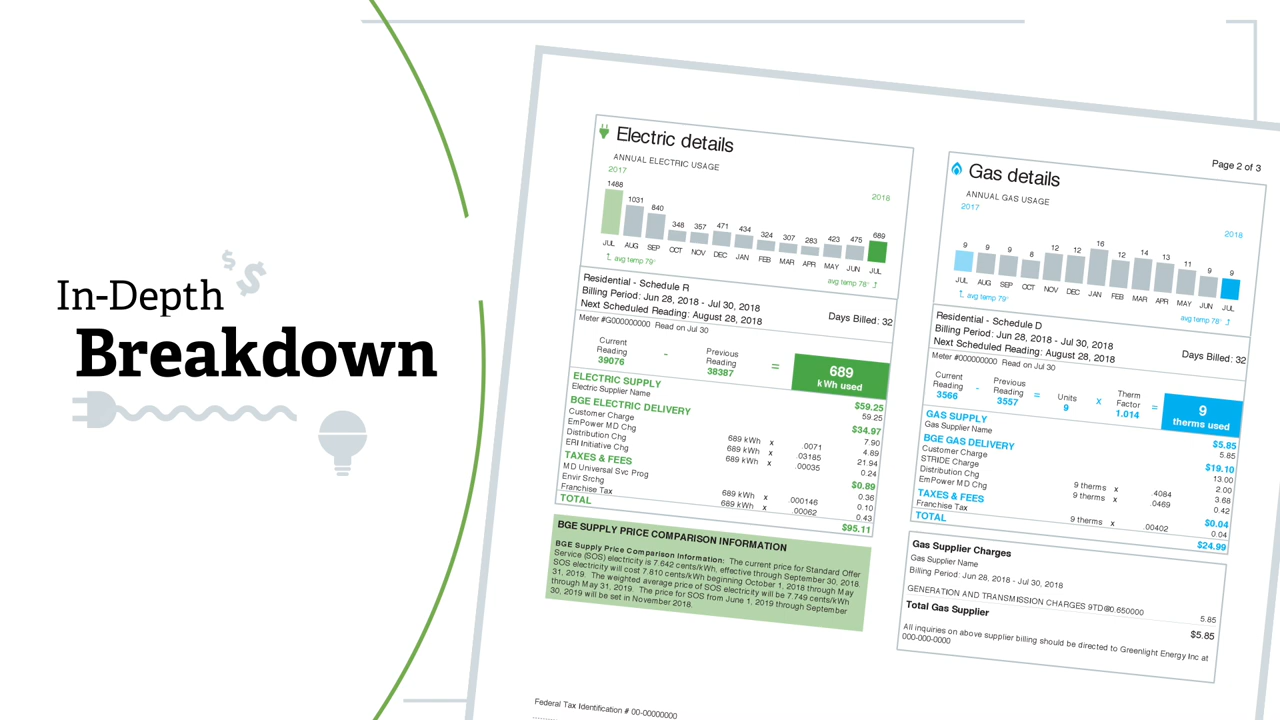 In-Depth
Breakdown
Electric details
ANNUAL ELECTRIC USAGE
2017
2018
1488 1031 840 348 357 471 434 324 307 283 423 475 689
JUL AUG SEP OCT NOV DEC JAN FEB MAR APR MAY JUN JUL
avg temp 79°
avg temp 78°
Residential - Schedule R
Billing Period: Jun 28, 2018 - Jul 30, 2018
Days Billed: 32
Next Scheduled Reading: August 28, 2018
Meter #G000000000 Read on Jul 30
Current Reading 39076 - Previous Reading 38387 = 689 kWh used
ELECTRIC SUPPLY $59.25
Electric Supplier Name 59.25
BGE ELECTRIC DELIVERY $34.97
Customer Charge 7.90
EmPower MD Chg 689 kWh x .0071 4.89
Distribution Chg 689 kWh x .03185 21.94
ERI Initiative Chg 689 kWh x .00035 0.24
TAXES & FEES $0.89
MD Universal Svc Prog 0.36
Envir Srchg 689 kWh x .000146 0.10
Franchise Tax 689 kWh x .00062 0.43
TOTAL $95.11
BGE SUPPLY PRICE COMPARISON INFORMATION
BGE Supply Price Comparison Information: The current price for Standard Offer
Service (SOS) electricity is 7.642 cents/kWh, effective through September 30, 2018.
SOS electricity will cost 7.810 cents/kWh beginning October 1, 2018 through May
31, 2019. The weighted average price of SOS electricity will be 7.749 cents/kWh
through May 31, 2019. The price for SOS from June 1, 2019 through September
30, 2019 will be set in November 2018.
Federal Tax Identification # 00-00000000
Page 2 of 3
Gas details
ANNUAL GAS USAGE
2017
2018
9 9 9 8 12 12 16 12 14 13 11 9 9
JUL AUG SEP OCT NOV DEC JAN FEB MAR APR MAY JUN JUL
avg temp 79°
avg temp 78°
Residential - Schedule D
Billing Period: Jun 28, 2018 - Jul 30, 2018
Days Billed: 32
Next Scheduled Reading: August 28, 2018
Meter #000000000 Read on Jul 30
Current Reading 3566 - Previous Reading 3557 = Units 9 x Therm Factor 1.014 = 9 therms used
GAS SUPPLY $5.85
Gas Supplier Name 5.85
BGE GAS DELIVERY $19.10
Customer Charge 13.00
STRIDE Charge 2.00
Distribution Chg 9 therms x .4084 3.68
EmPower MD Chg 9 therms x .0469 0.42
TAXES & FEES $0.04
Franchise Tax 9 therms x .00402 0.04
TOTAL $24.99
Gas Supplier Charges
Gas Supplier Name
Billing Period: Jun 28, 2018 - Jul 30, 2018
GENERATION AND TRANSMISSION CHARGES 9TD@0.650000 5.85
Total Gas Supplier $5.85
All inquiries on above supplier billing should be directed to Greenlight Energy Inc at
000-000-0000